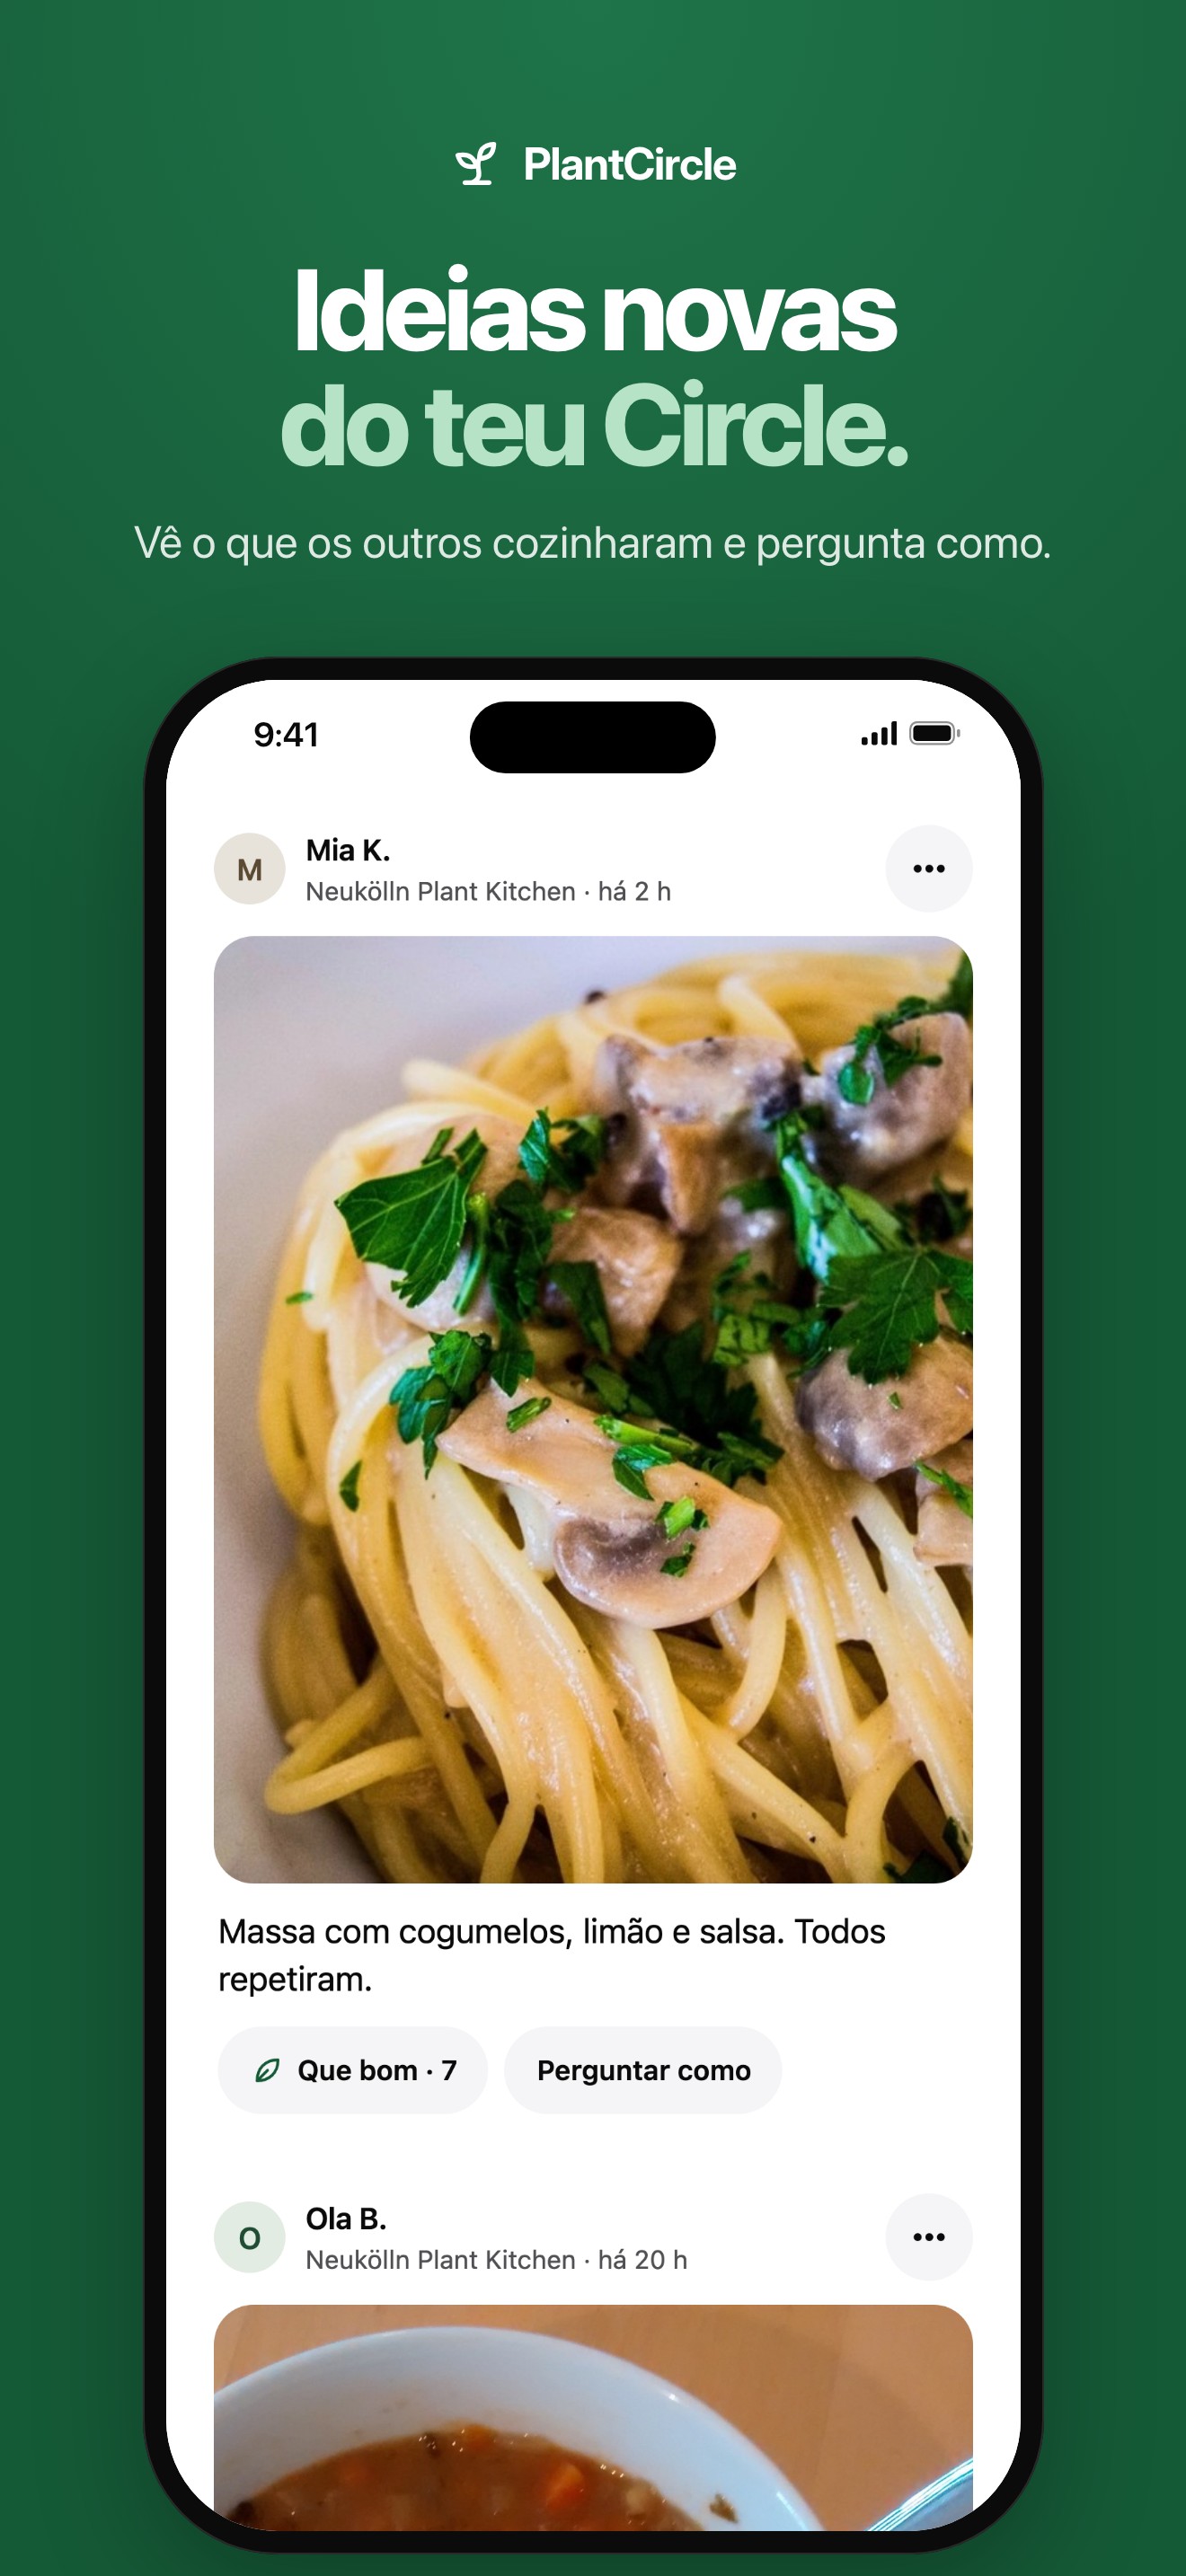 PlantCircle
Ideias novas
do teu Circle.
Vê o que os outros cozinharam e pergunta como.
9:41
M
Mia K.
Neukölln Plant Kitchen · há 2 h
Massa com cogumelos, limão e salsa. Todos
repetiram.
Que bom · 7
Perguntar como
O
Ola B.
Neukölln Plant Kitchen · há 20 h